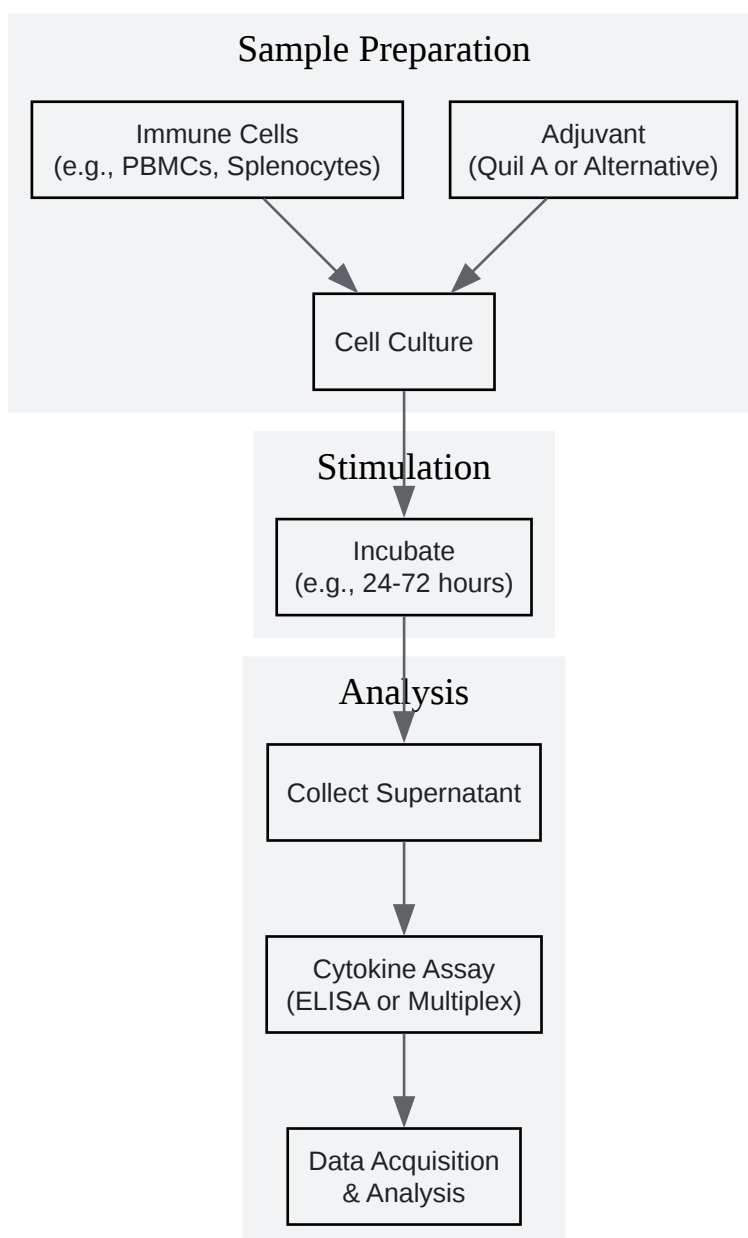 Sample Preparation
Immune Cells
(e.g., PBMCs, Splenocytes)
Adjuvant
(Quil A or Alternative)
Cell Culture
Stimulation
Incubate
(e.g., 24-72 hours)
Analysis
Collect Supernatant
Cytokine Assay
(ELISA or Multiplex)
Data Acquisition
& Analysis